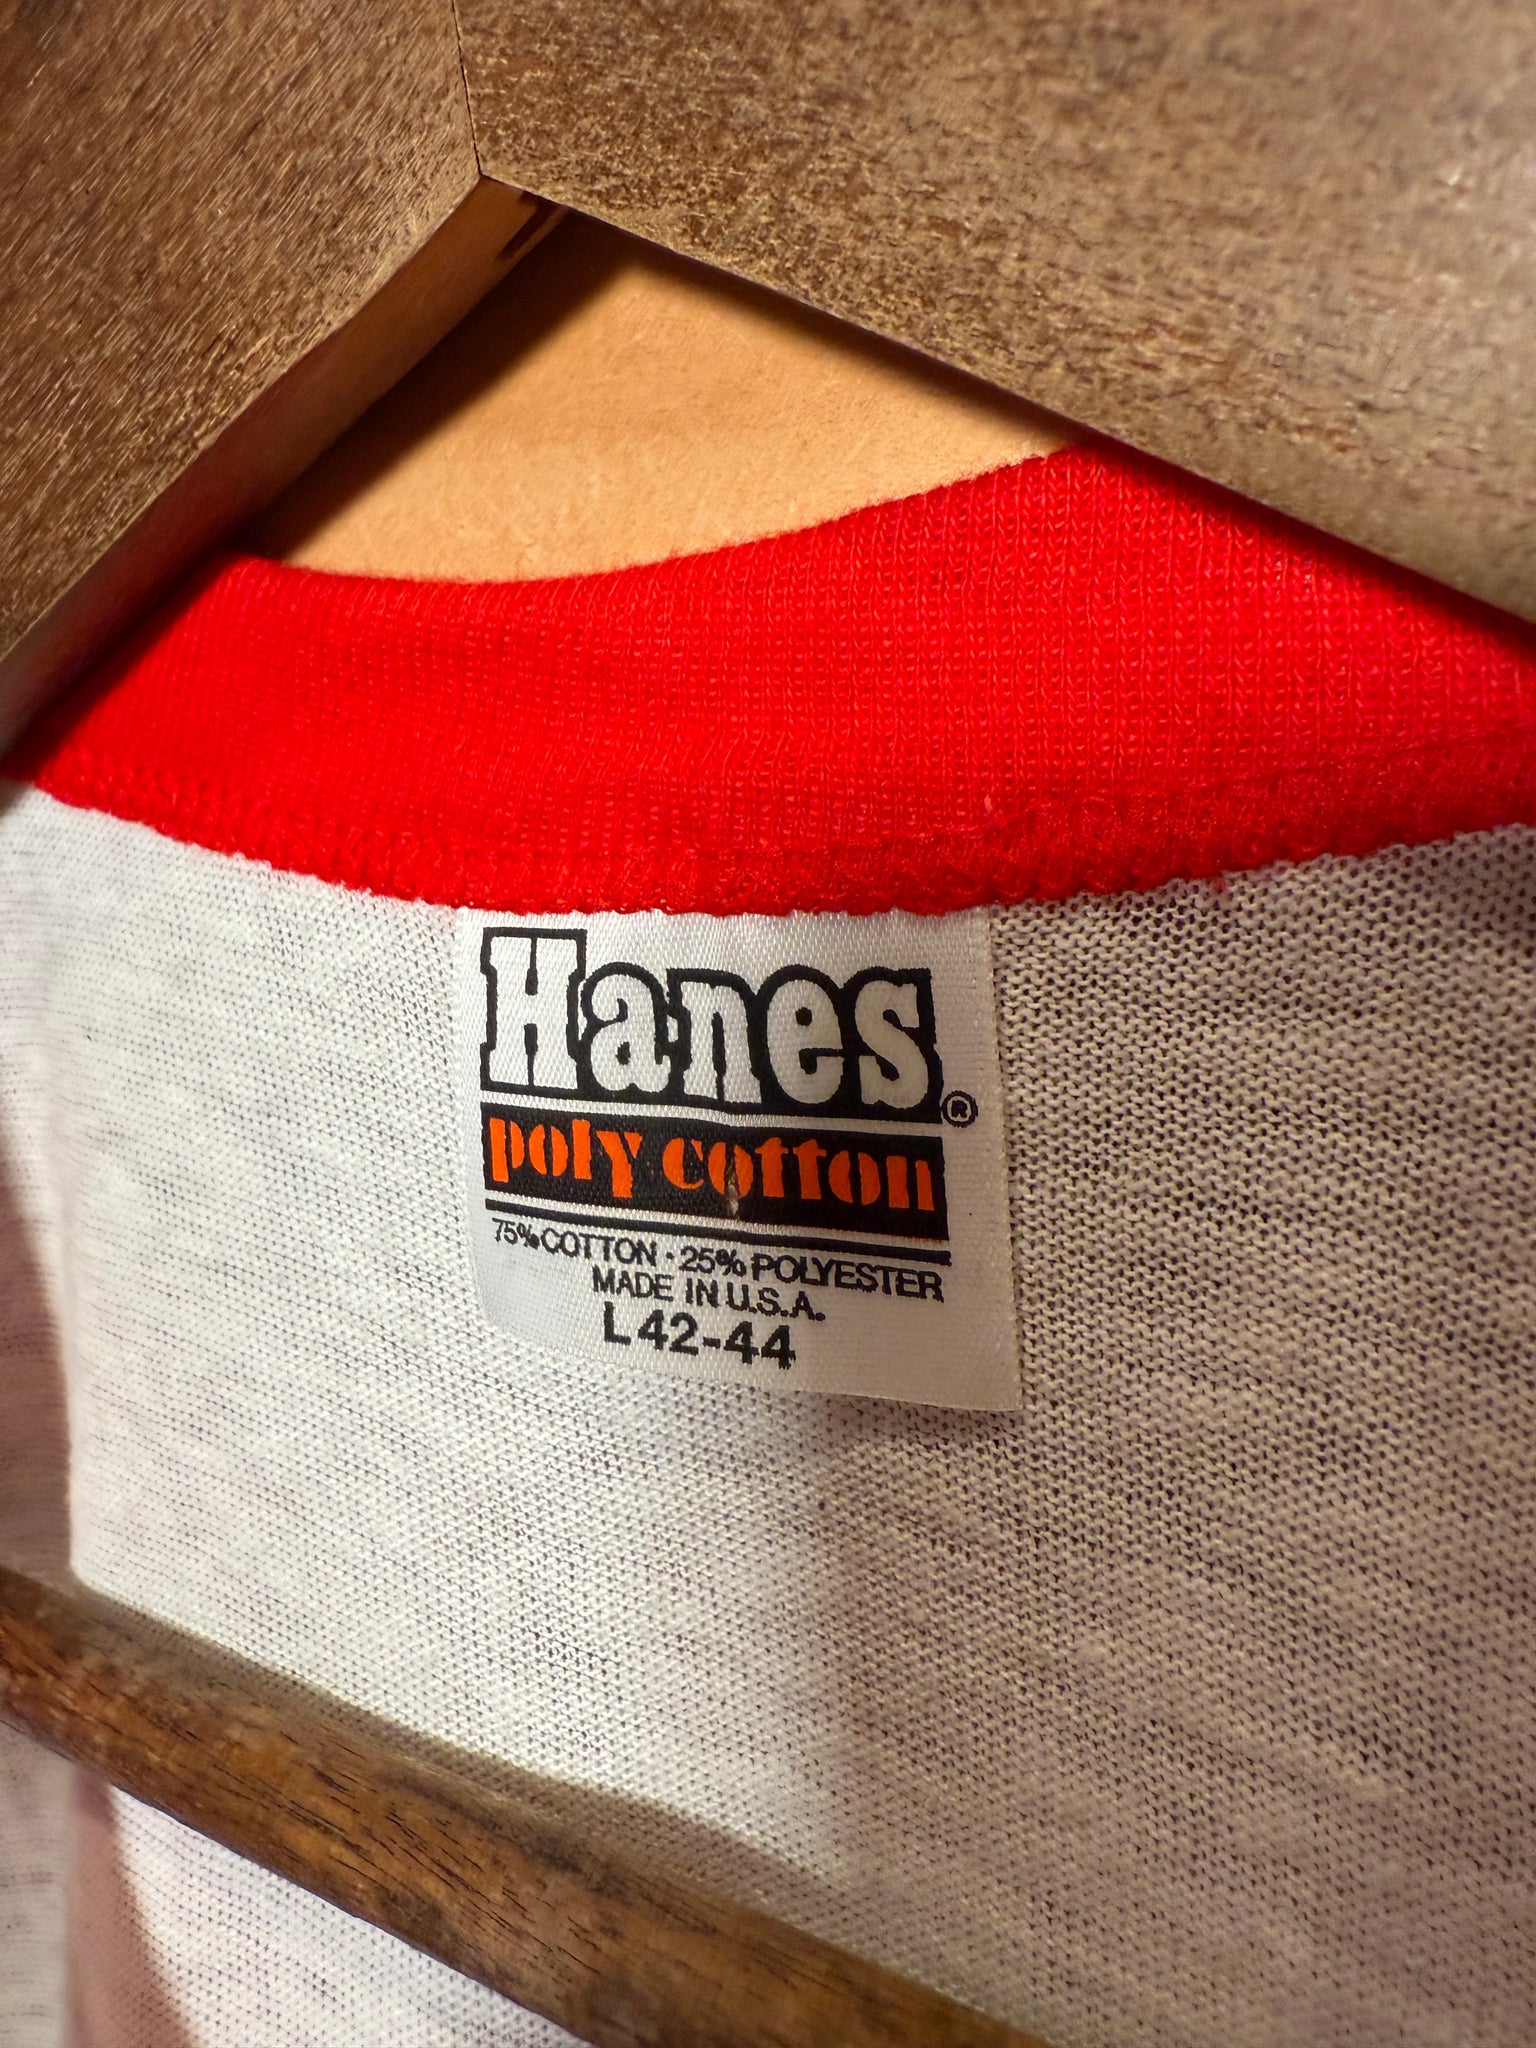 Hanes®
poly cotton
75% COTTON · 25% POLYESTER
MADE IN U.S.A.
L 42-44